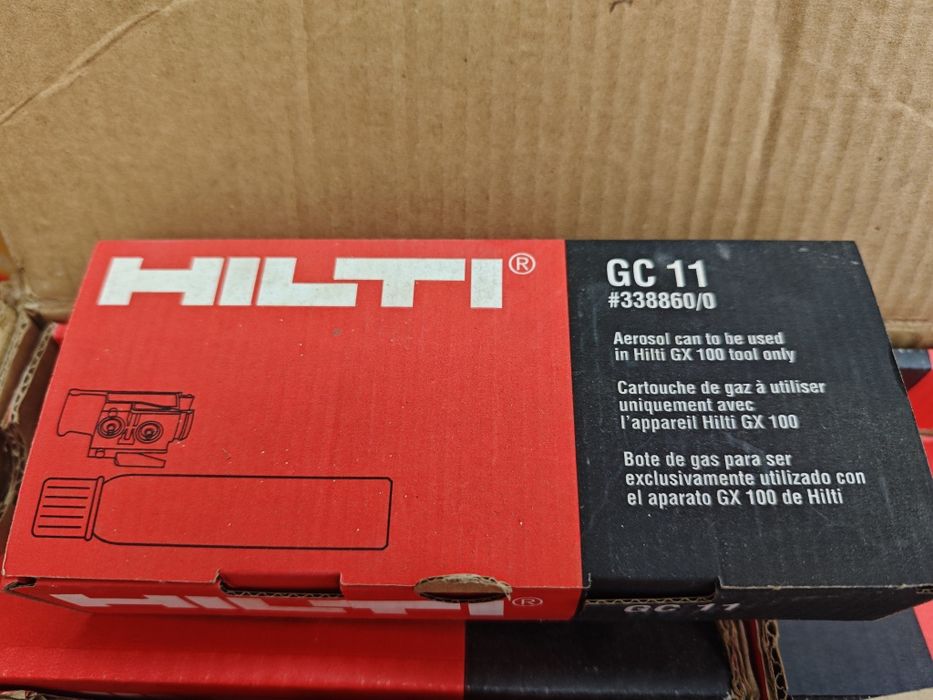 HILTI®
GC 11
#338860/0
Aerosol can to be used
in Hilti GX 100 tool only
Cartouche de gaz à utiliser
uniquement avec
l'appareil Hilti GX 100
Bote de gas para ser
exclusivamente utilizado con
el aparato GX 100 de Hilti
HILTI®
GC 11